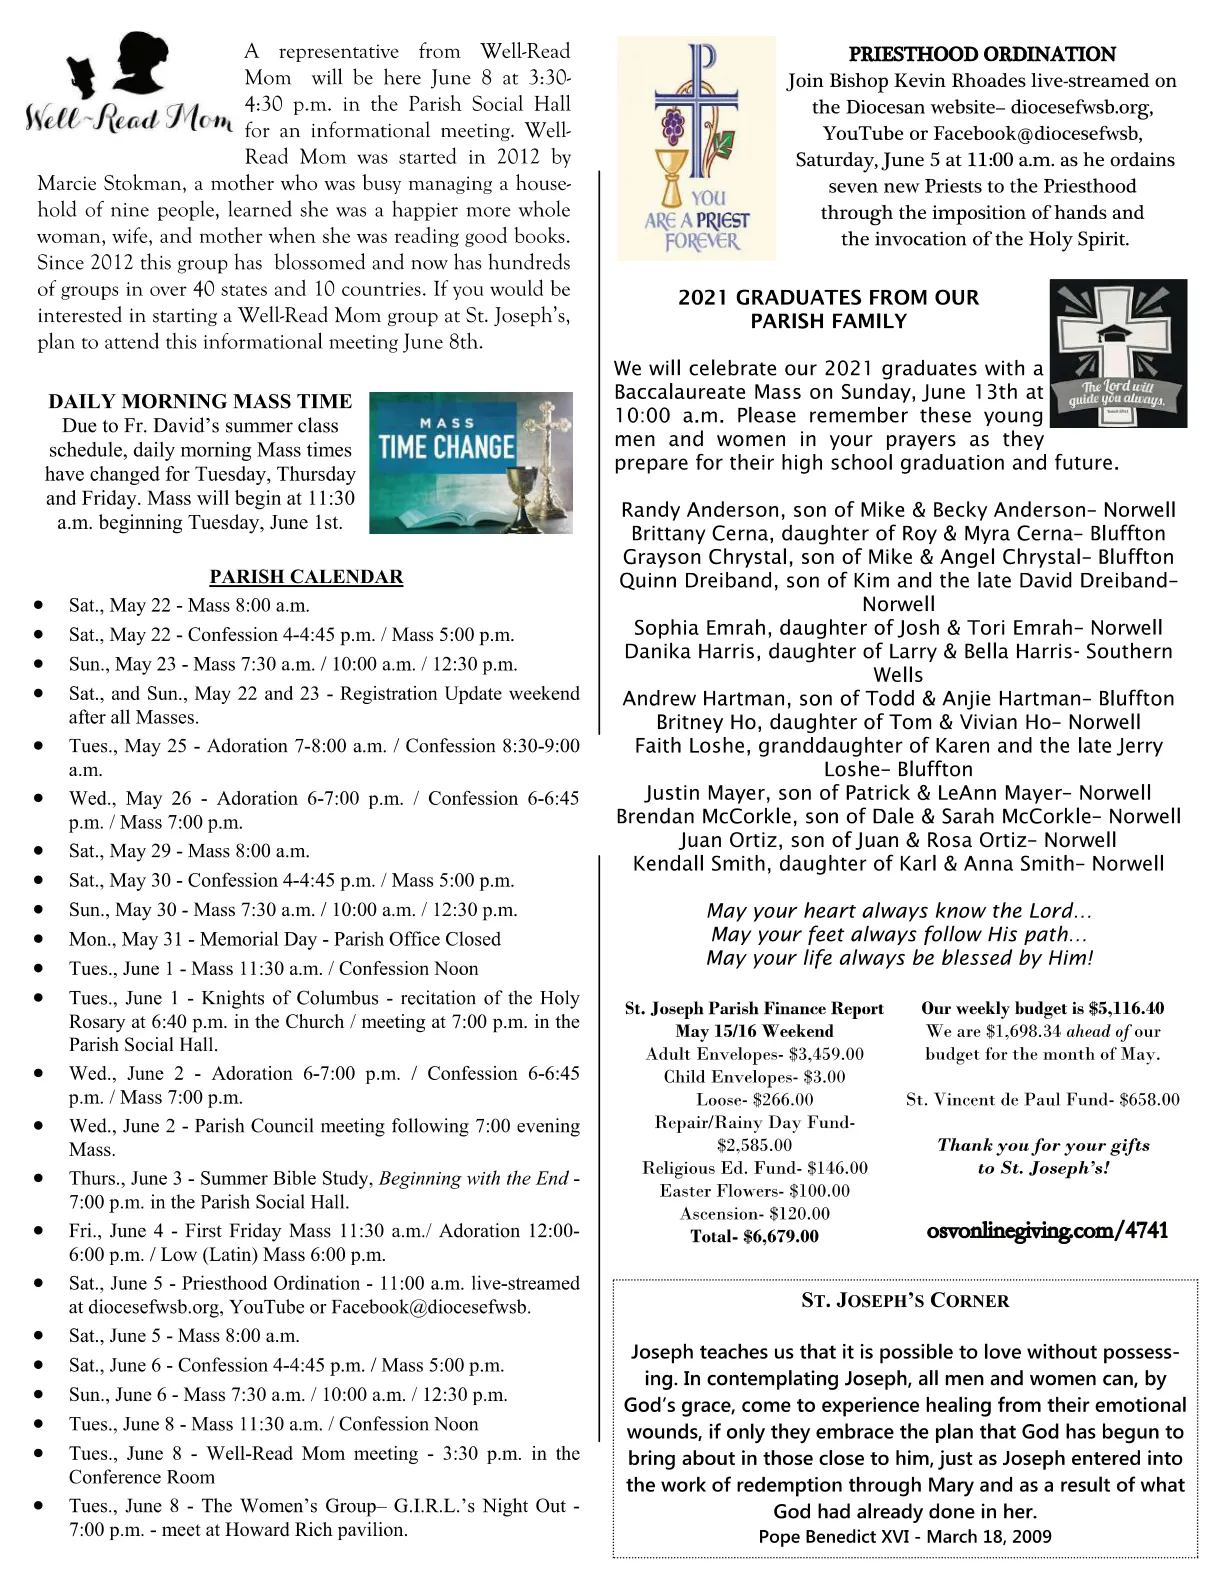 Well~Read Mom
A representative from Well-Read
Mom will be here June 8 at 3:30-
4:30 p.m. in the Parish Social Hall
for an informational meeting. Well-
Read Mom was started in 2012 by
Marcie Stokman, a mother who was busy managing a house-
hold of nine people, learned she was a happier more whole
woman, wife, and mother when she was reading good books.
Since 2012 this group has blossomed and now has hundreds
of groups in over 40 states and 10 countries. If you would be
interested in starting a Well-Read Mom group at St. Joseph's,
plan to attend this informational meeting June 8th.
DAILY MORNING MASS TIME
Due to Fr. David's summer class
schedule, daily morning Mass times
have changed for Tuesday, Thursday
and Friday. Mass will begin at 11:30
a.m. beginning Tuesday, June 1st.
MASS
TIME CHANGE
PARISH CALENDAR
• Sat., May 22 - Mass 8:00 a.m.
• Sat., May 22 - Confession 4-4:45 p.m. / Mass 5:00 p.m.
• Sun., May 23 - Mass 7:30 a.m. / 10:00 a.m. / 12:30 p.m.
• Sat., and Sun., May 22 and 23 - Registration Update weekend
after all Masses.
• Tues., May 25 - Adoration 7-8:00 a.m. / Confession 8:30-9:00
a.m.
• Wed., May 26 - Adoration 6-7:00 p.m. / Confession 6-6:45
p.m. / Mass 7:00 p.m.
• Sat., May 29 - Mass 8:00 a.m.
• Sat., May 30 - Confession 4-4:45 p.m. / Mass 5:00 p.m.
• Sun., May 30 - Mass 7:30 a.m. / 10:00 a.m. / 12:30 p.m.
• Mon., May 31 - Memorial Day - Parish Office Closed
• Tues., June 1 - Mass 11:30 a.m. / Confession Noon
• Tues., June 1 - Knights of Columbus - recitation of the Holy
Rosary at 6:40 p.m. in the Church / meeting at 7:00 p.m. in the
Parish Social Hall.
• Wed., June 2 - Adoration 6-7:00 p.m. / Confession 6-6:45
p.m. / Mass 7:00 p.m.
• Wed., June 2 - Parish Council meeting following 7:00 evening
Mass.
• Thurs., June 3 - Summer Bible Study, Beginning with the End -
7:00 p.m. in the Parish Social Hall.
• Fri., June 4 - First Friday Mass 11:30 a.m./ Adoration 12:00-
6:00 p.m. / Low (Latin) Mass 6:00 p.m.
• Sat., June 5 - Priesthood Ordination - 11:00 a.m. live-streamed
at diocesefwsb.org, YouTube or Facebook@diocesefwsb.
• Sat., June 5 - Mass 8:00 a.m.
• Sat., June 6 - Confession 4-4:45 p.m. / Mass 5:00 p.m.
• Sun., June 6 - Mass 7:30 a.m. / 10:00 a.m. / 12:30 p.m.
• Tues., June 8 - Mass 11:30 a.m. / Confession Noon
• Tues., June 8 - Well-Read Mom meeting - 3:30 p.m. in the
Conference Room
• Tues., June 8 - The Women's Group– G.I.R.L.'s Night Out -
7:00 p.m. - meet at Howard Rich pavilion.
YOU
ARE A PRIEST
FOREVER
PRIESTHOOD ORDINATION
Join Bishop Kevin Rhoades live-streamed on
the Diocesan website– diocesefwsb.org,
YouTube or Facebook@diocesefwsb,
Saturday, June 5 at 11:00 a.m. as he ordains
seven new Priests to the Priesthood
through the imposition of hands and
the invocation of the Holy Spirit.
2021 GRADUATES FROM OUR
PARISH FAMILY
The Lord will
guide you always.
We will celebrate our 2021 graduates with a
Baccalaureate Mass on Sunday, June 13th at
10:00 a.m. Please remember these young
men and women in your prayers as they
prepare for their high school graduation and future.
Randy Anderson, son of Mike & Becky Anderson– Norwell
Brittany Cerna, daughter of Roy & Myra Cerna– Bluffton
Grayson Chrystal, son of Mike & Angel Chrystal– Bluffton
Quinn Dreiband, son of Kim and the late David Dreiband–
Norwell
Sophia Emrah, daughter of Josh & Tori Emrah– Norwell
Danika Harris, daughter of Larry & Bella Harris- Southern
Wells
Andrew Hartman, son of Todd & Anjie Hartman– Bluffton
Britney Ho, daughter of Tom & Vivian Ho– Norwell
Faith Loshe, granddaughter of Karen and the late Jerry
Loshe– Bluffton
Justin Mayer, son of Patrick & LeAnn Mayer– Norwell
Brendan McCorkle, son of Dale & Sarah McCorkle– Norwell
Juan Ortiz, son of Juan & Rosa Ortiz– Norwell
Kendall Smith, daughter of Karl & Anna Smith– Norwell
May your heart always know the Lord…
May your feet always follow His path…
May your life always be blessed by Him!
St. Joseph Parish Finance Report
May 15/16 Weekend
Adult Envelopes- $3,459.00
Child Envelopes- $3.00
Loose- $266.00
Repair/Rainy Day Fund-
$2,585.00
Religious Ed. Fund- $146.00
Easter Flowers- $100.00
Ascension- $120.00
Total- $6,679.00
Our weekly budget is $5,116.40
We are $1,698.34 ahead of our
budget for the month of May.
St. Vincent de Paul Fund- $658.00
Thank you for your gifts
to St. Joseph's!
osvonlinegiving.com/4741
ST. JOSEPH'S CORNER
Joseph teaches us that it is possible to love without possess-
ing. In contemplating Joseph, all men and women can, by
God's grace, come to experience healing from their emotional
wounds, if only they embrace the plan that God has begun to
bring about in those close to him, just as Joseph entered into
the work of redemption through Mary and as a result of what
God had already done in her.
Pope Benedict XVI - March 18, 2009